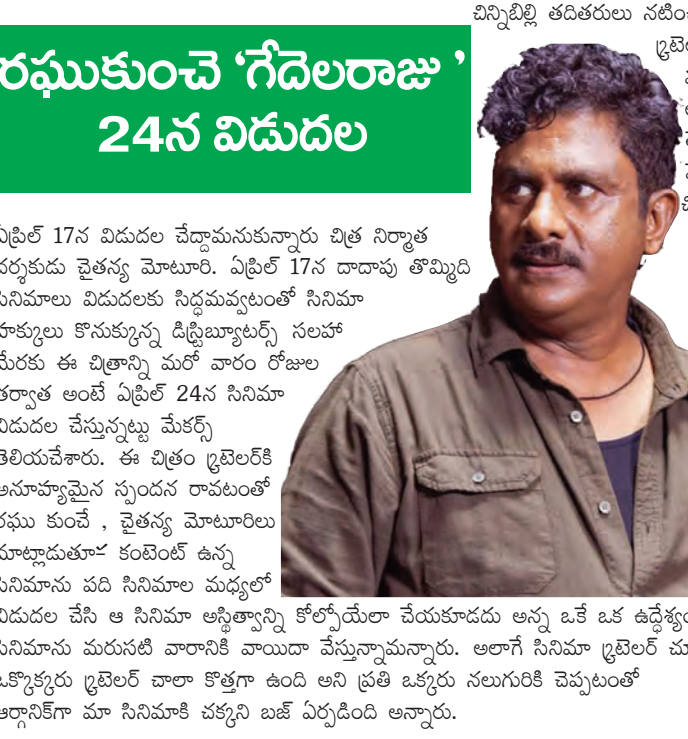 రఘుకుంచె ‘గేదెలరాజు ’
24న విడుదల
ఏప్రిల్ 17న విడుదల చేద్దామనుకున్నారు చిత్ర నిర్మాత
దర్శకుడు చైతన్య మోటూరి. ఏప్రిల్ 17న దాదాపు తొమ్మిది
సినిమాలు విడుదలకు సిద్ధమవ్వటంతో సినిమా
హక్కులు కొనుక్కున్న డిస్ట్రిబ్యూటర్స్ సలహా
మేరకు ఈ చిత్రాన్ని మరో వారం రోజుల
తర్వాత అంటే ఏప్రిల్ 24న సినిమా
విడుదల చేస్తున్నట్టు మేకర్స్
తెలియచేశారు. ఈ చిత్రం ట్రైలర్‌కి
అనూహ్యమైన స్పందన రావటంతో
రఘు కుంచే , చైతన్య మోటూరిలు
మాట్లాడుతూ కంటెంట్ ఉన్న
సినిమాను పది సినిమాల మధ్యలో
విడుదల చేసి ఆ సినిమా అస్థిత్వాన్ని కోల్పోయేలా చేయకూడదు అన్న ఒకే ఒక ఉద్ధేశ్యం
సినిమాను మరుసటి వారానికి వాయిదా వేస్తున్నామన్నారు. అలాగే సినిమా ట్రైలర్
ఒక్కొక్కరు ట్రైలర్ చాలా కొత్తగా ఉంది అని ప్రతి ఒక్కరు నలుగురికి చెప్పటంతో
ఆర్గానిక్‌గా మా సినిమాకి చక్కని బజ్ ఏర్పడింది అన్నారు.
చిన్నిబిల్లి తదితరులు